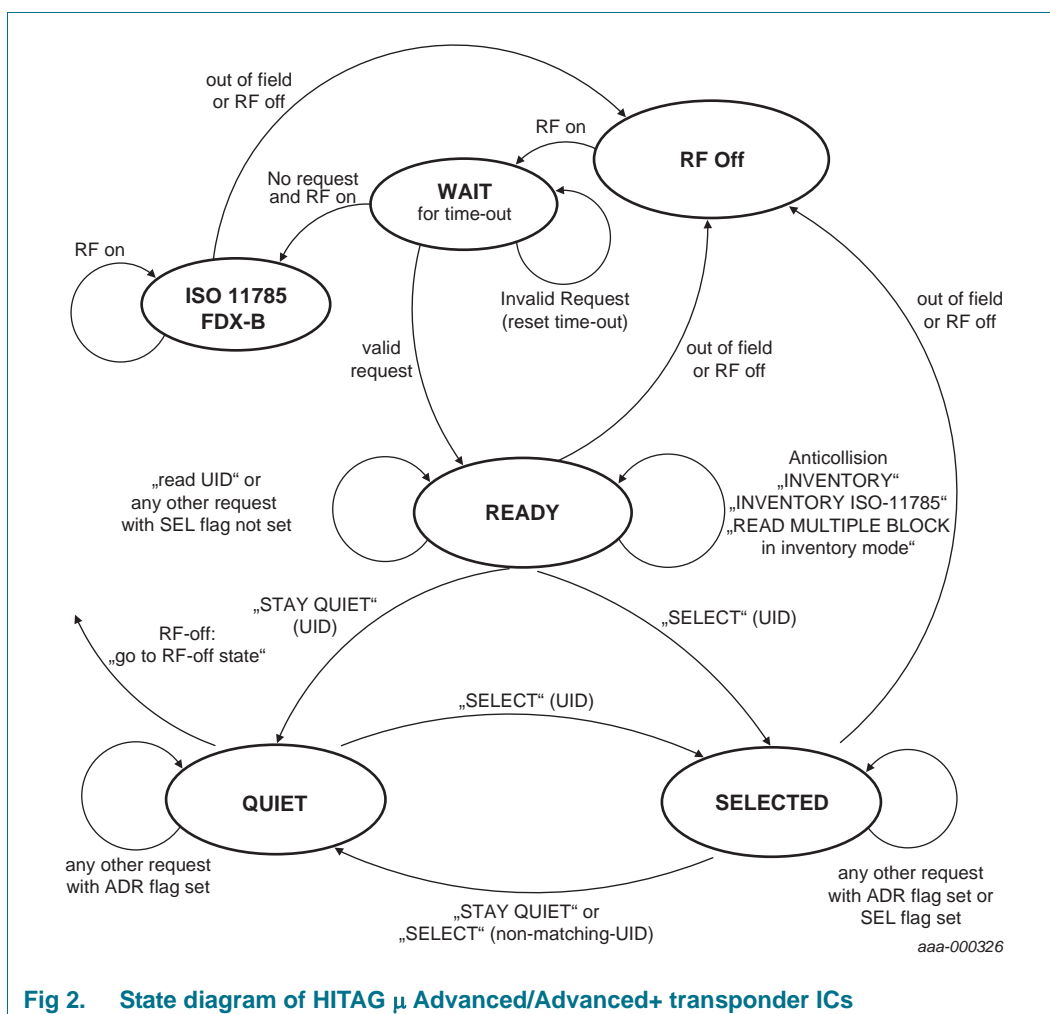 out of field
or RF off
RF on
RF Off
No request
and RF on
WAIT
for time-out
RF on
ISO 11785
FDX-B
Invalid Request
(reset time-out)
out of field
or RF off
valid
request
out of field
or RF off
„read UID“ or
any other request
with SEL flag not set
READY
Anticollision
„INVENTORY“
„INVENTORY ISO-11785“
„READ MULTIPLE BLOCK
in inventory mode“
„STAY QUIET“
(UID)
„SELECT“ (UID)
RF-off:
„go to RF-off state“
„SELECT“ (UID)
QUIET
SELECTED
any other request
with ADR flag set
„STAY QUIET“ or
„SELECT“ (non-matching-UID)
any other request
with ADR flag set or
SEL flag set
aaa-000326
Fig 2. State diagram of HITAG μ Advanced/Advanced+ transponder ICs